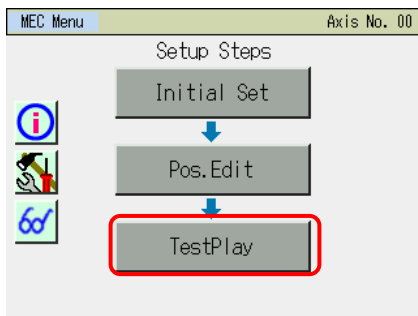 MEC Menu Axis No. 00
Setup Steps
Initial Set
Pos.Edit
TestPlay